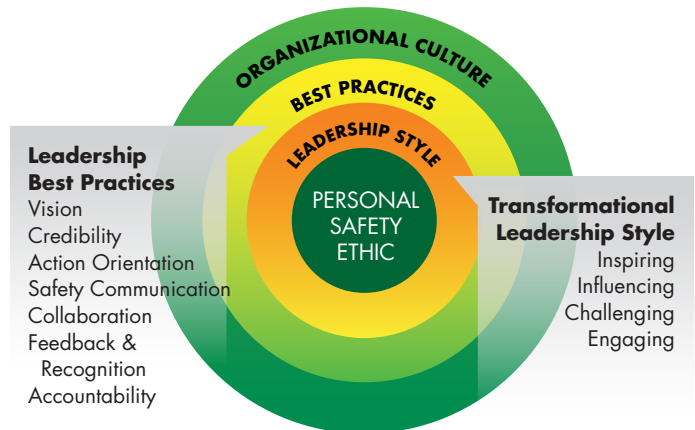 ORGANIZATIONAL CULTURE
BEST PRACTICES
LEADERSHIP STYLE
PERSONAL
SAFETY
ETHIC
Leadership
Best Practices
Vision
Credibility
Action Orientation
Safety Communication
Collaboration
Feedback &
Recognition
Accountability
Transformational
Leadership Style
Inspiring
Influencing
Challenging
Engaging